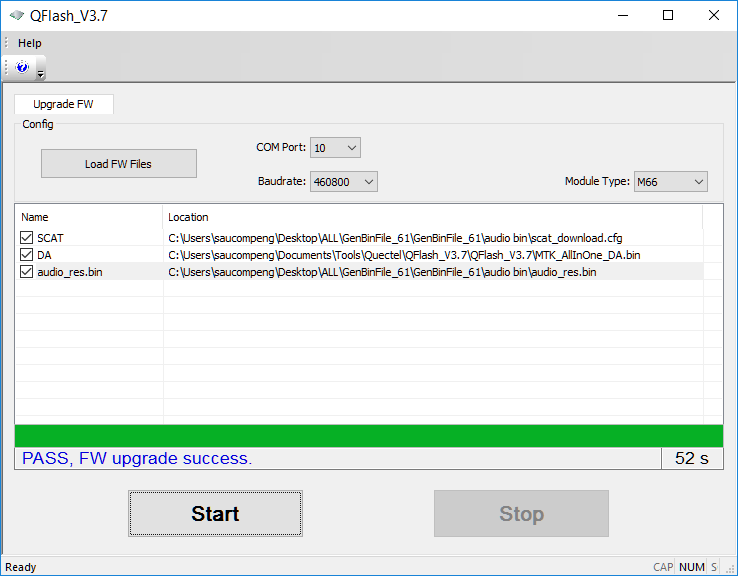 QFlash_V3.7
Help
Upgrade FW
Config
Load FW Files
COM Port: 10
Baudrate: 460800
Module Type: M66
Name Location
SCAT C:\Users\saucompeng\Desktop\ALL\GenBinFile_61\GenBinFile_61\audio bin\scat_download.cfg
DA C:\Users\saucompeng\Documents\Tools\Quectel\QFlash_V3.7\QFlash_V3.7\MTK_AllInOne_DA.bin
audio_res.bin C:\Users\saucompeng\Desktop\ALL\GenBinFile_61\GenBinFile_61\audio bin\audio_res.bin
PASS, FW upgrade success. 52 s
Start Stop
Ready CAP NUM S